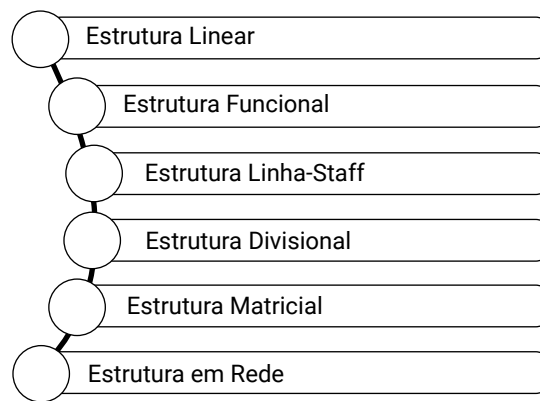 Estrutura Linear
Estrutura Funcional
Estrutura Linha-Staff
Estrutura Divisional
Estrutura Matricial
Estrutura em Rede